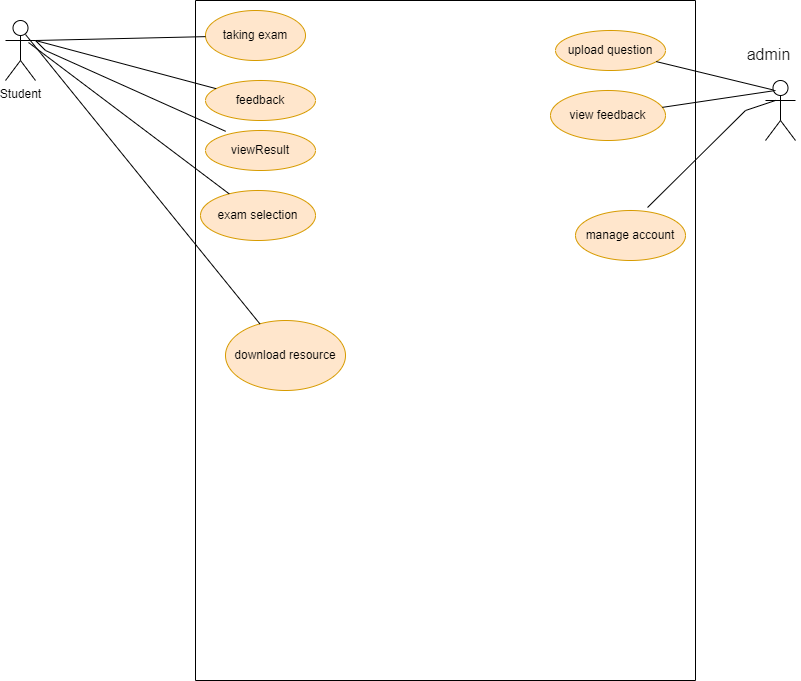 taking exam
upload question
admin
Student
feedback
view feedback
viewResult
exam selection
manage account
download resource